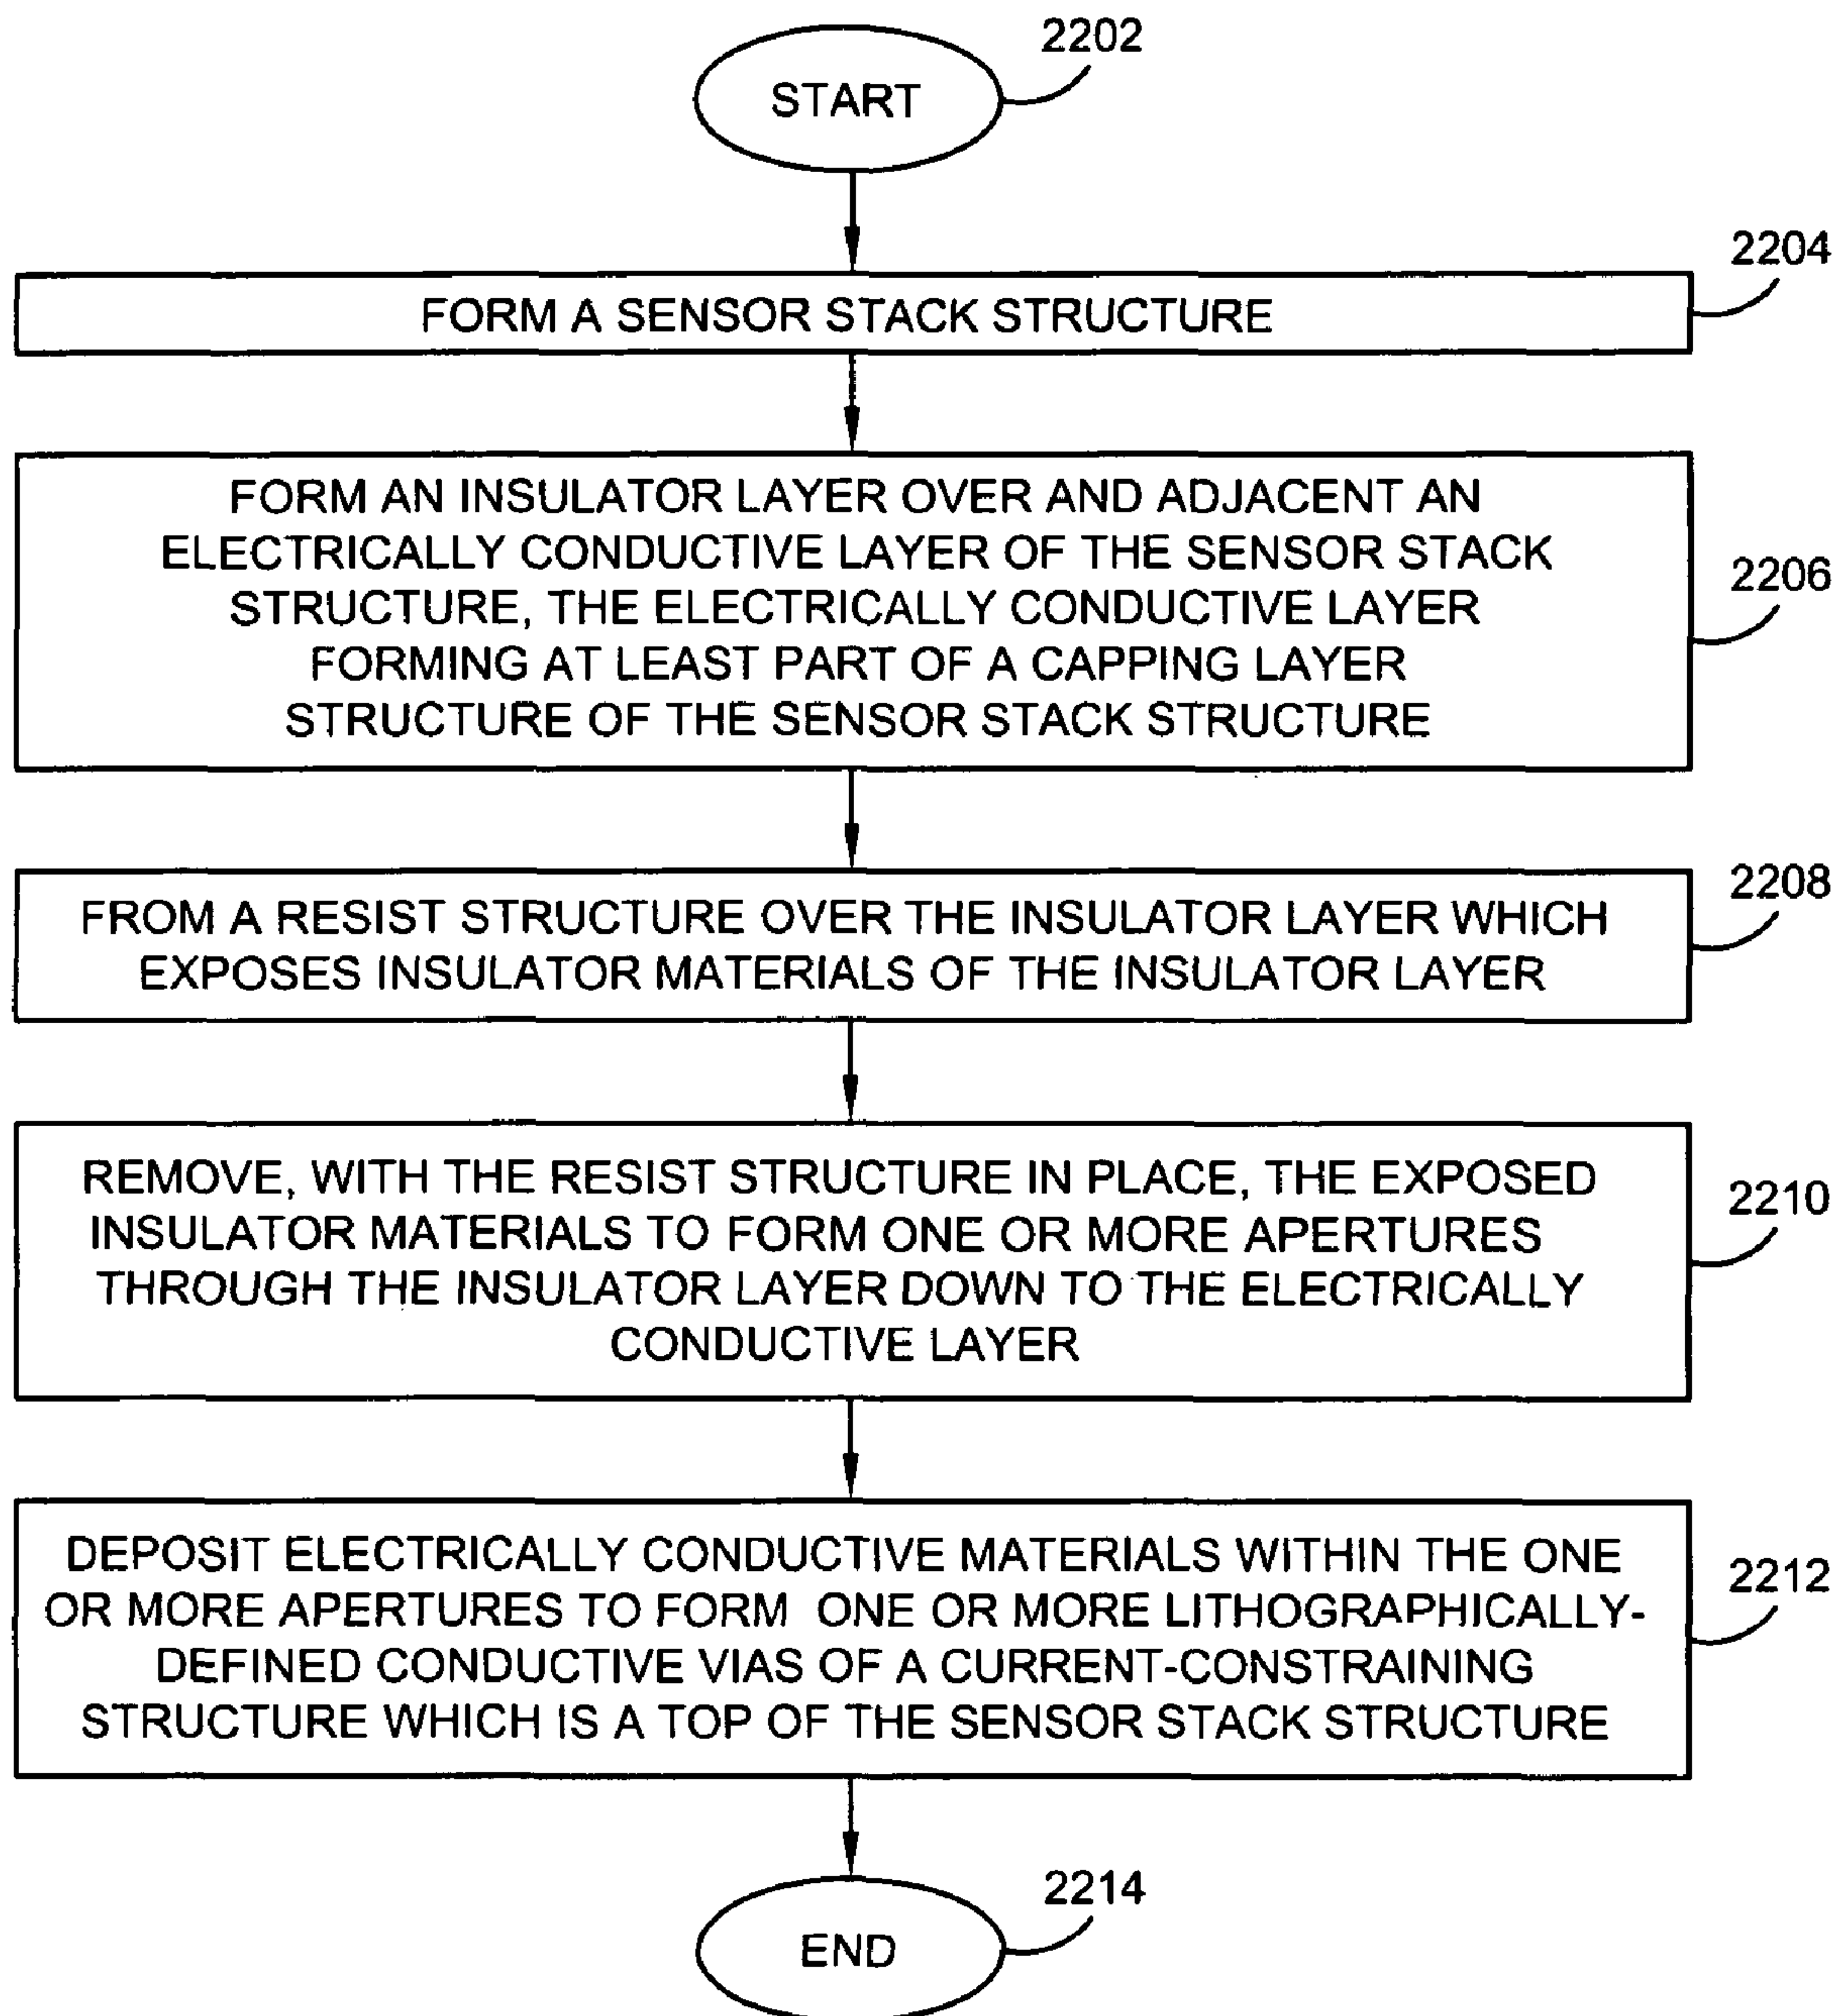 2202
START
2204
FORM A SENSOR STACK STRUCTURE
FORM AN INSULATOR LAYER OVER AND ADJACENT AN
ELECTRICALLY CONDUCTIVE LAYER OF THE SENSOR STACK
STRUCTURE, THE ELECTRICALLY CONDUCTIVE LAYER
FORMING AT LEAST PART OF A CAPPING LAYER
STRUCTURE OF THE SENSOR STACK STRUCTURE
2206
2208
FROM A RESIST STRUCTURE OVER THE INSULATOR LAYER WHICH
EXPOSES INSULATOR MATERIALS OF THE INSULATOR LAYER
REMOVE, WITH THE RESIST STRUCTURE IN PLACE, THE EXPOSED
INSULATOR MATERIALS TO FORM ONE OR MORE APERTURES
THROUGH THE INSULATOR LAYER DOWN TO THE ELECTRICALLY
CONDUCTIVE LAYER
2210
DEPOSIT ELECTRICALLY CONDUCTIVE MATERIALS WITHIN THE ONE
OR MORE APERTURES TO FORM ONE OR MORE LITHOGRAPHICALLY-
DEFINED CONDUCTIVE VIAS OF A CURRENT-CONSTRAINING
STRUCTURE WHICH IS A TOP OF THE SENSOR STACK STRUCTURE
2212
2214
END